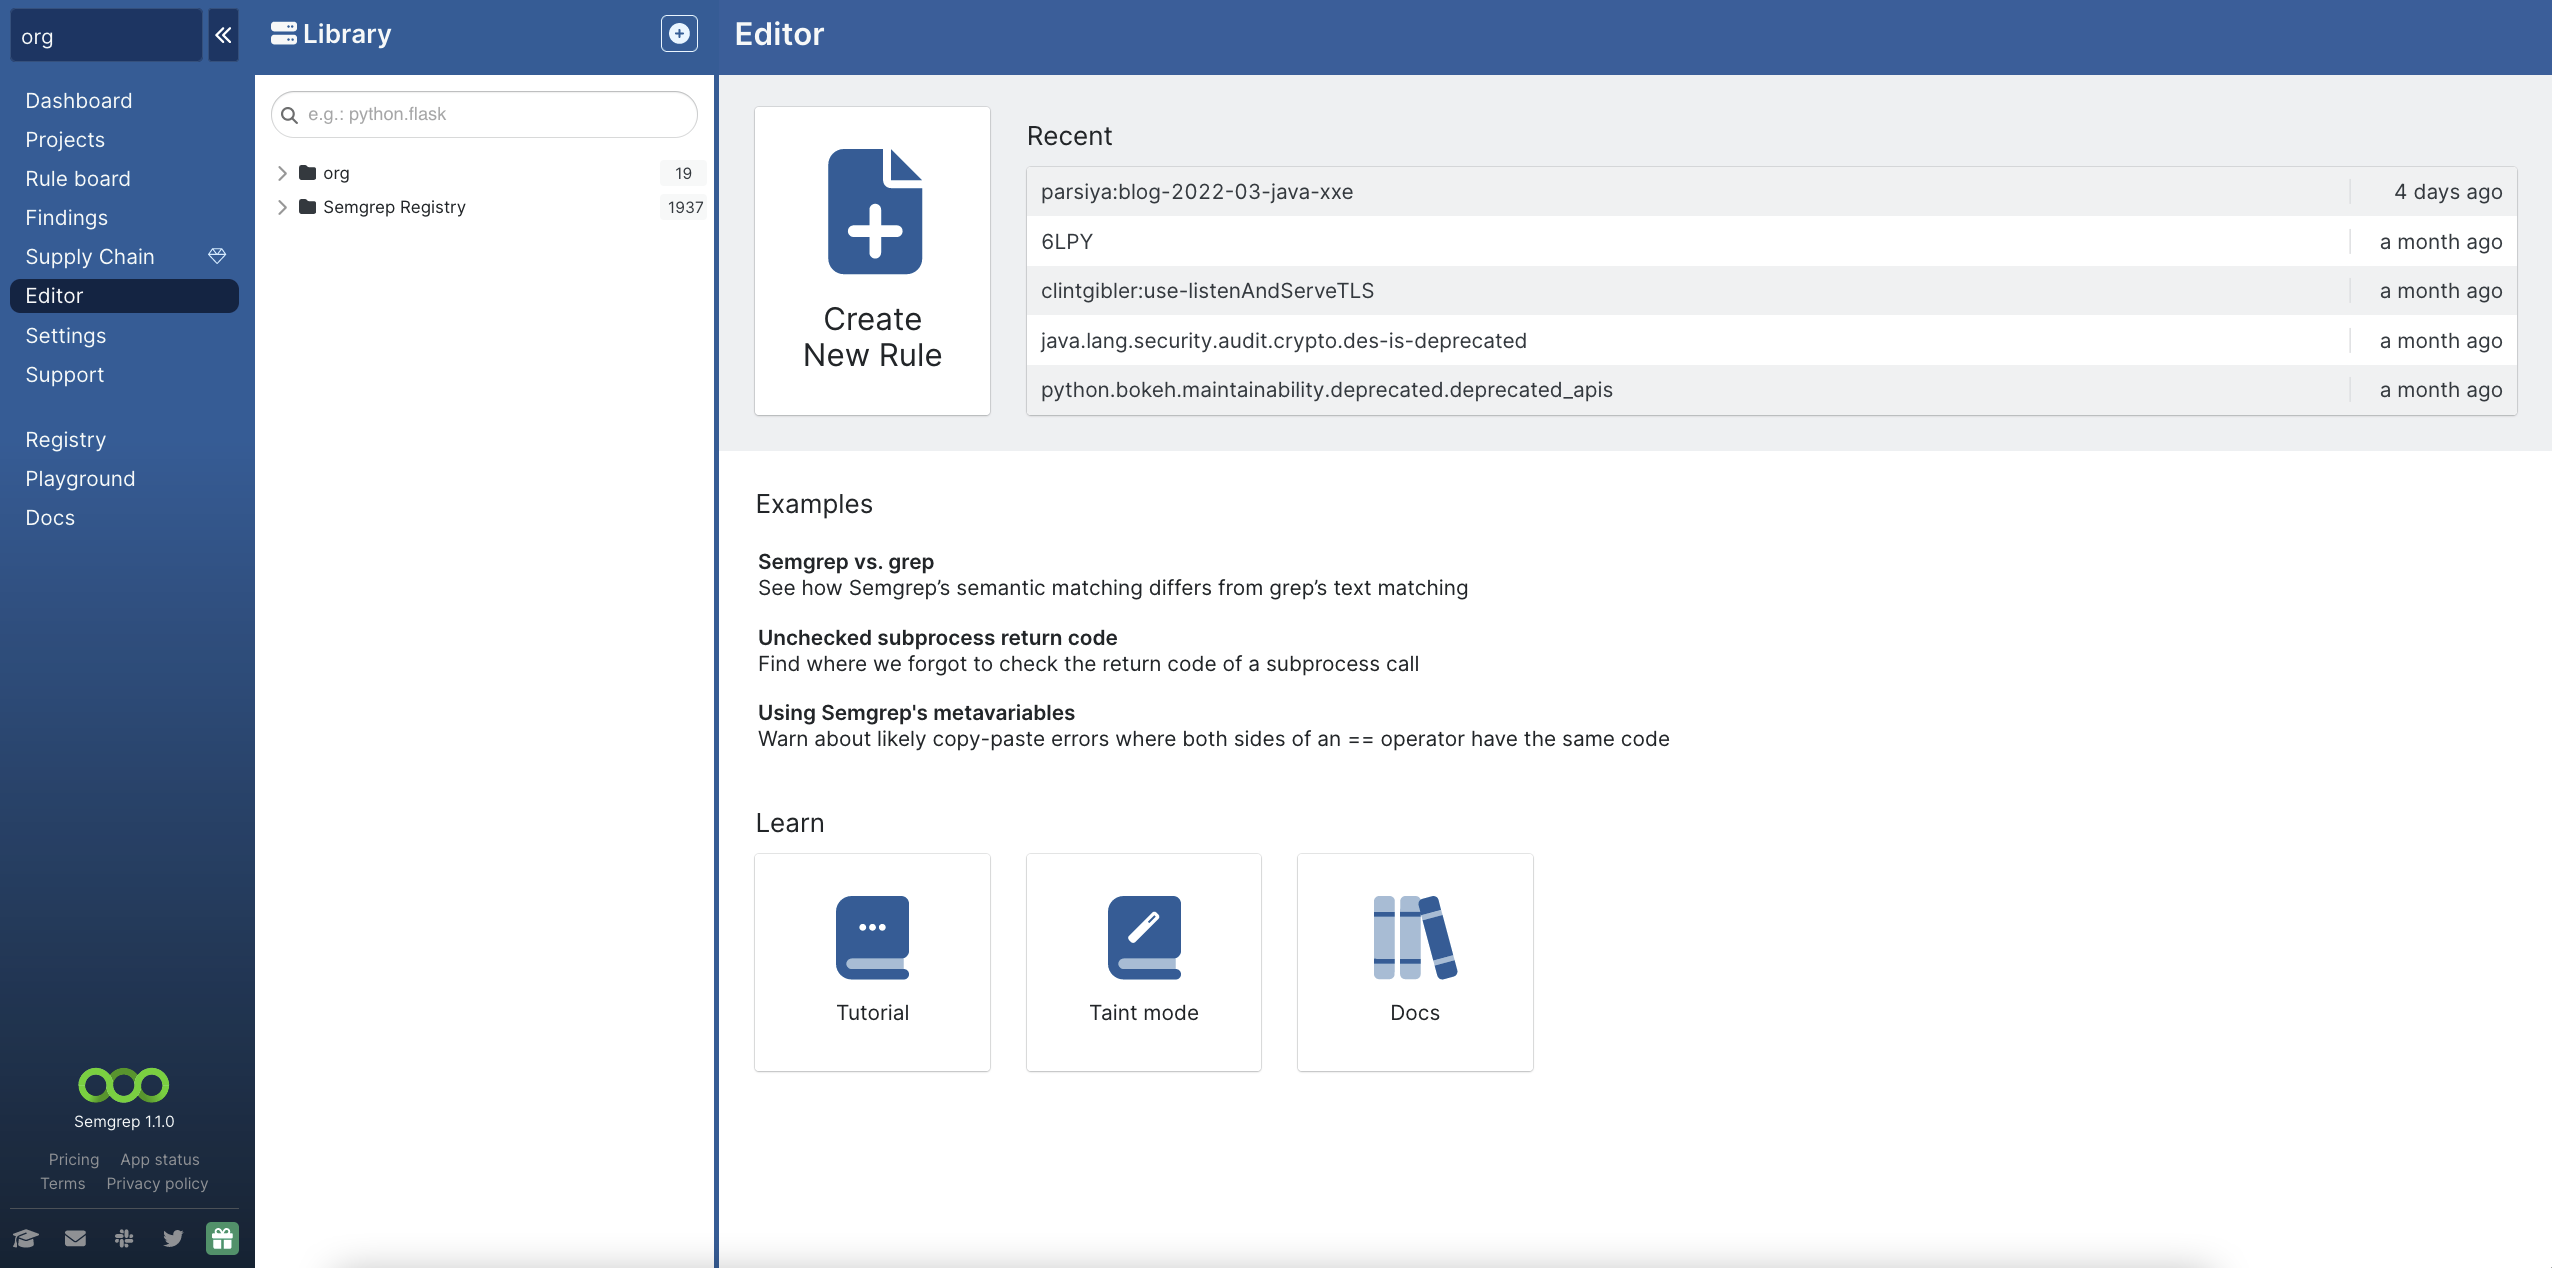 org
Dashboard
Projects
Rule board
Findings
Supply Chain
Editor
Settings
Support
Registry
Playground
Docs
Semgrep 1.1.0
Pricing App status
Terms Privacy policy
Library
e.g.: python.flask
org 19
Semgrep Registry 1937
Editor
Create
New Rule
Recent
parsiya:blog-2022-03-java-xxe 4 days ago
6LPY a month ago
clintgibler:use-listenAndServeTLS a month ago
java.lang.security.audit.crypto.des-is-deprecated a month ago
python.bokeh.maintainability.deprecated.deprecated_apis a month ago
Examples
Semgrep vs. grep
See how Semgrep’s semantic matching differs from grep’s text matching
Unchecked subprocess return code
Find where we forgot to check the return code of a subprocess call
Using Semgrep's metavariables
Warn about likely copy-paste errors where both sides of an == operator have the same code
Learn
Tutorial
Taint mode
Docs